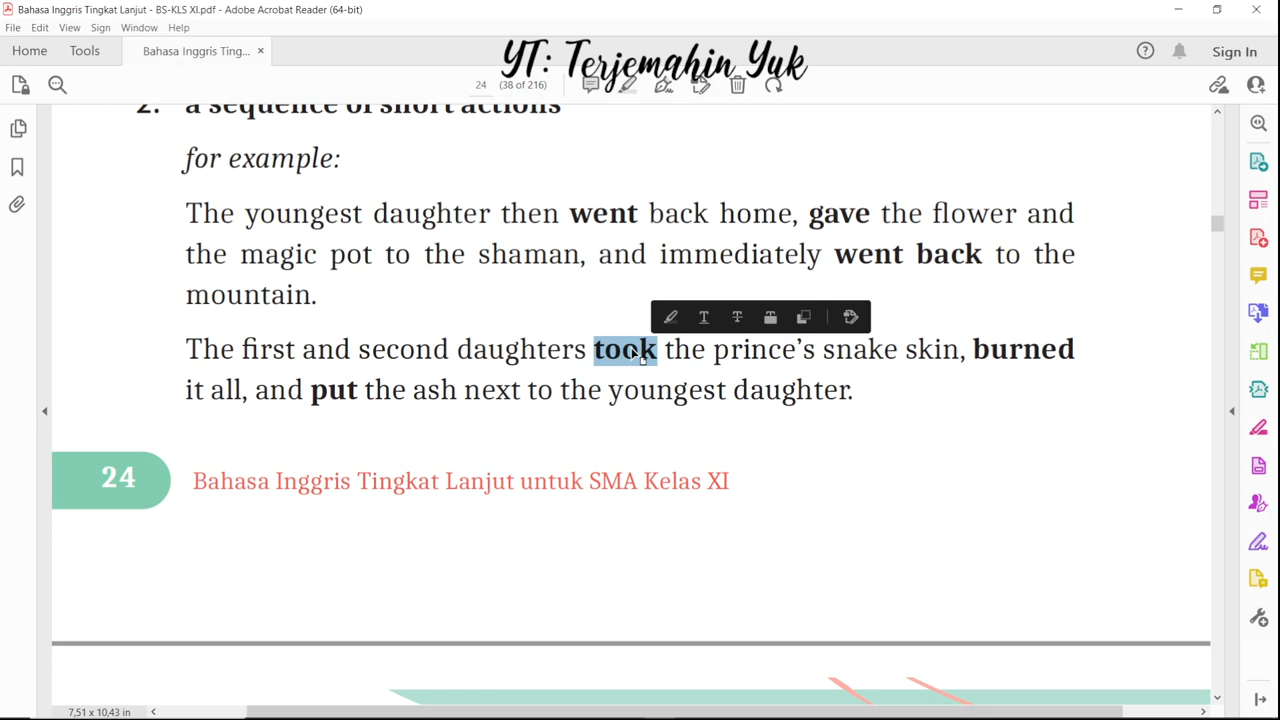 Bahasa Inggris Tingkat Lanjut - BS-KLS XI.pdf - Adobe Acrobat Reader (64-bit)
File Edit View Sign Window Help
Home Tools Bahasa Inggris Ting... × Sign In
YT: Terjemahin Yuk
24 (38 of 216)
2. a sequence of short actions
for example:
The youngest daughter then went back home, gave the flower and
the magic pot to the shaman, and immediately went back to the
mountain.
The first and second daughters took the prince’s snake skin, burned
it all, and put the ash next to the youngest daughter.
24 Bahasa Inggris Tingkat Lanjut untuk SMA Kelas XI
7,51 x 10,43 in